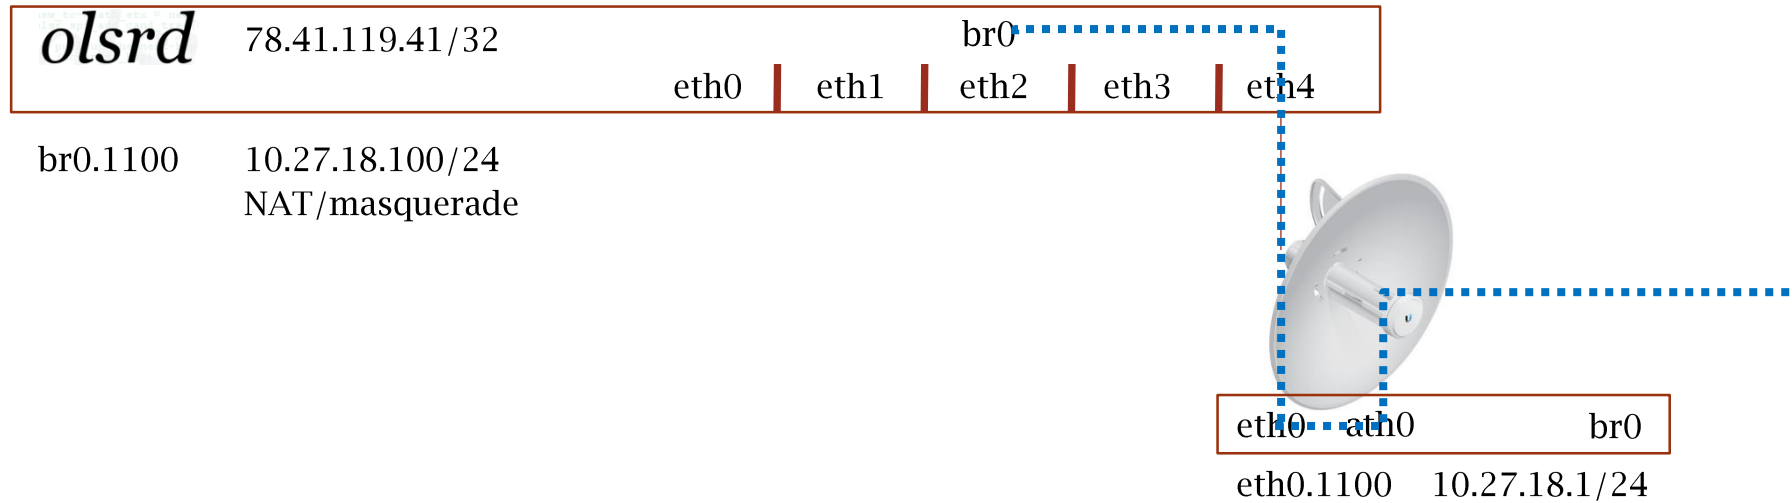 olsrd 78.41.119.41/32 br0
eth0 eth1 eth2 eth3 eth4
br0.1100 10.27.18.100/24
NAT/masquerade
eth0 ath0 br0
eth0.1100 10.27.18.1/24